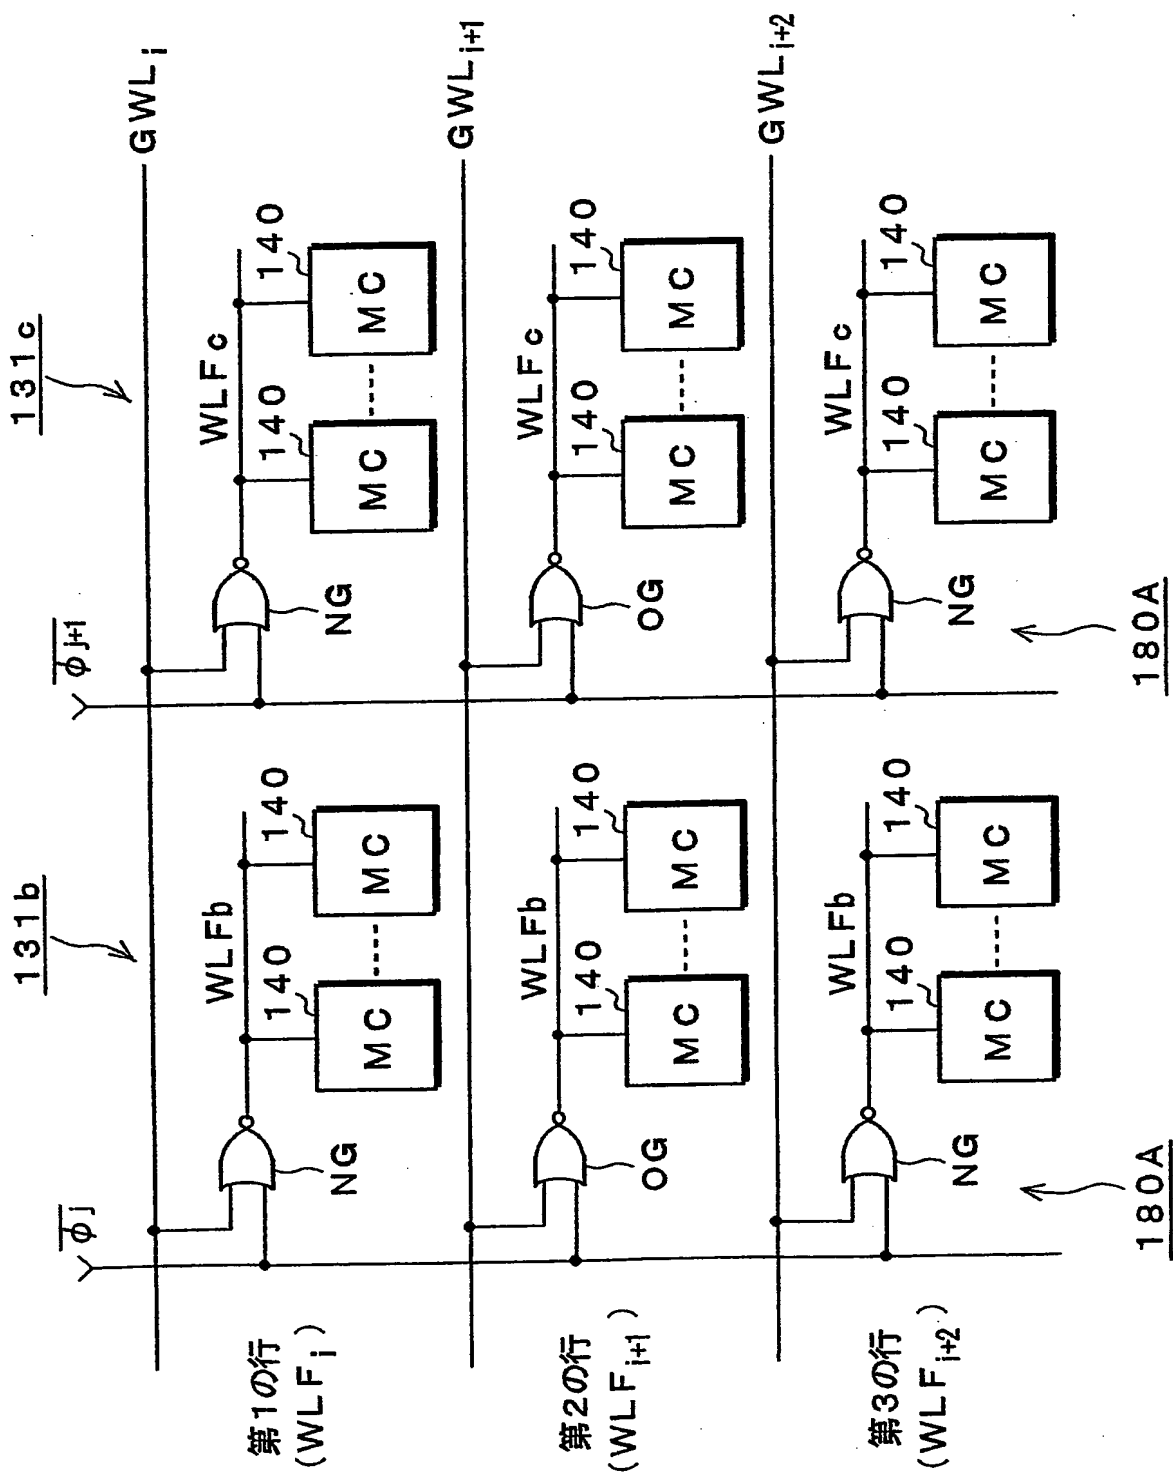 131b
131c
φj
φj+1
GWLi
第1の行
(WLFi)
NG
WLFb
140
140
MC
MC
NG
WLFc
140
140
MC
MC
GWLi+1
第2の行
(WLFi+1)
OG
WLFb
140
140
MC
MC
OG
WLFc
140
140
MC
MC
GWLi+2
第3の行
(WLFi+2)
NG
WLFb
140
140
MC
MC
NG
WLFc
140
140
MC
MC
180A
180A